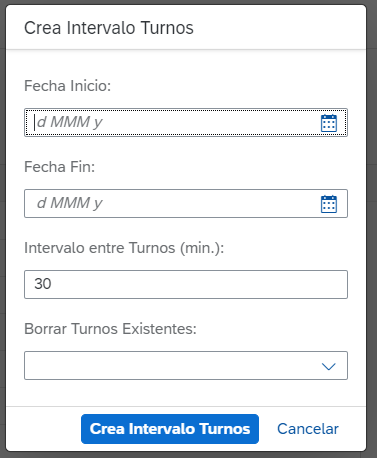 Crea Intervalo Turnos
Fecha Inicio:
d MMM y
Fecha Fin:
d MMM y
Intervalo entre Turnos (min.):
30
Borrar Turnos Existentes:
Crea Intervalo Turnos Cancelar